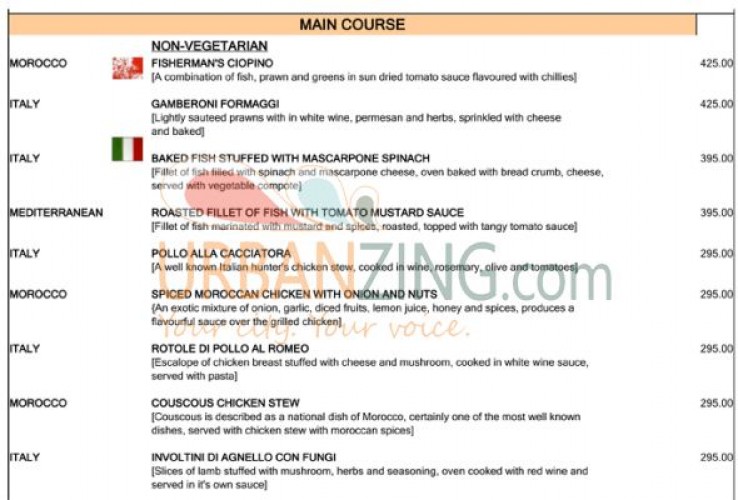 MAIN COURSE
NON-VEGETARIAN
MOROCCO FISHERMAN'S CIOPINO 425.00
[A combination of fish, prawn and greens in sun dried tomato sauce flavoured with chillies]
ITALY GAMBERONI FORMAGGI 425.00
[Lightly sauteed prawns with in white wine, permesan and herbs, sprinkled with cheese
and baked]
ITALY BAKED FISH STUFFED WITH MASCARPONE SPINACH 395.00
[Fillet of fish filled with spinach and mascarpone cheese, oven baked with bread crumb, cheese,
served with vegetable compote]
MEDITERRANEAN ROASTED FILLET OF FISH WITH TOMATO MUSTARD SAUCE 395.00
[Fillet of fish marinated with mustard and spices, roasted, topped with tangy tomato sauce]
ITALY POLLO ALLA CACCIATORA 295.00
[A well known Italian hunter's chicken stew, cooked in wine, rosemary, olive and tomatoes]
URBANZING.com
MOROCCO SPICED MOROCCAN CHICKEN WITH ONION AND NUTS 295.00
{An exotic mixture of onion, garlic, diced fruits, lemon juice, honey and spices, produces a
flavourful sauce over the grilled chicken]
Your city. Your voice.
ITALY ROTOLE DI POLLO AL ROMEO 295.00
[Escalope of chicken breast stuffed with cheese and mushroom, cooked in white wine sauce,
served with pasta]
MOROCCO COUSCOUS CHICKEN STEW 295.00
[Couscous is described as a national dish of Morocco, certainly one of the most well known
dishes, served with chicken stew with moroccan spices]
ITALY INVOLTINI DI AGNELLO CON FUNGI 295.00
[Slices of lamb stuffed with mushroom, herbs and seasoning, oven cooked with red wine and
served in it's own sauce]